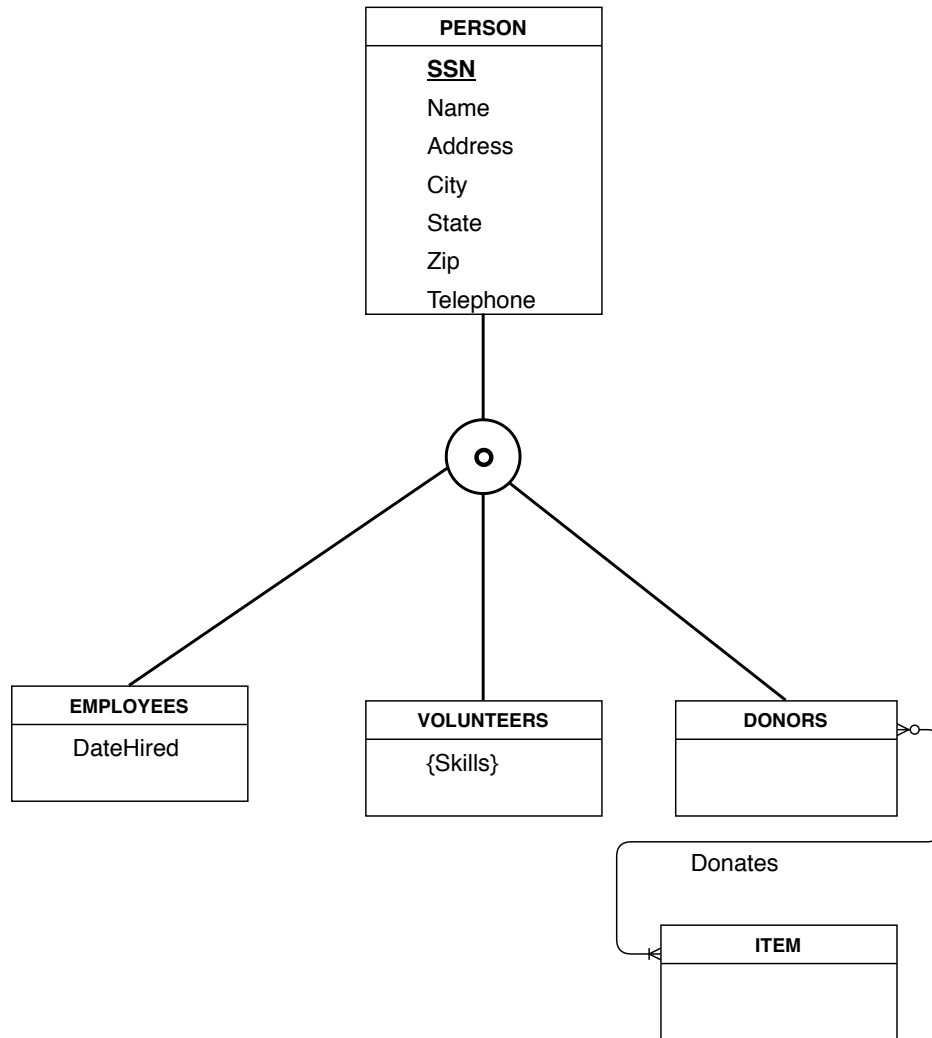 PERSON
SSN
Name
Address
City
State
Zip
Telephone
o
EMPLOYEES
DateHired
VOLUNTEERS
{Skills}
DONORS
Donates
ITEM